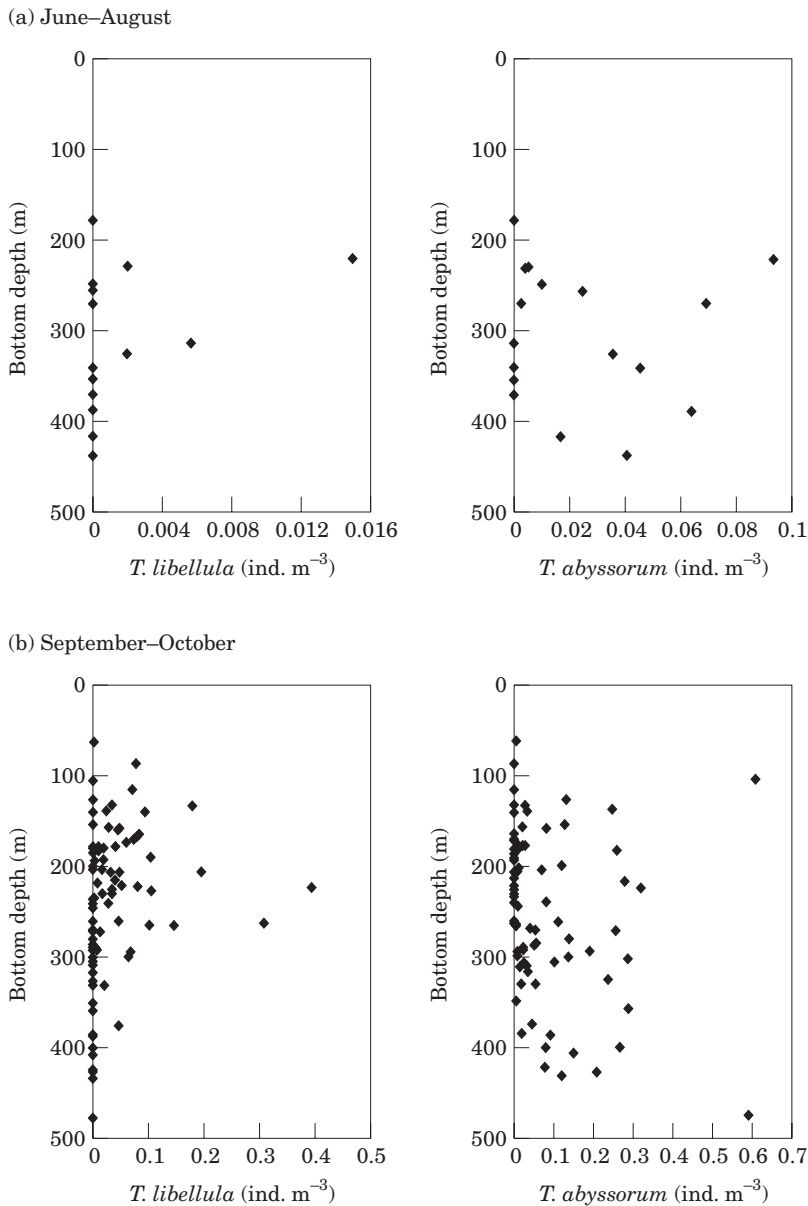 (a) June–August
0
100
200
300
400
500
Bottom depth (m)
0 0.004 0.008 0.012 0.016
T. libellula (ind. m⁻³)
0
100
200
300
400
500
Bottom depth (m)
0 0.02 0.04 0.06 0.08 0.1
T. abyssorum (ind. m⁻³)
(b) September–October
0
100
200
300
400
500
Bottom depth (m)
0 0.1 0.2 0.3 0.4 0.5
T. libellula (ind. m⁻³)
0
100
200
300
400
500
Bottom depth (m)
0 0.1 0.2 0.3 0.4 0.5 0.6 0.7
T. abyssorum (ind. m⁻³)